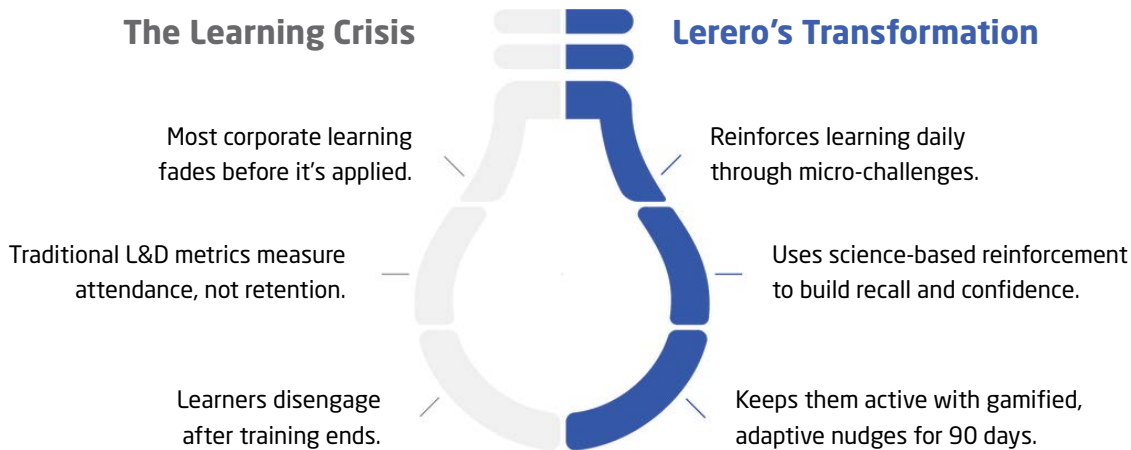 The Learning Crisis
Most corporate learning
fades before it's applied.
Traditional L&D metrics measure
attendance, not retention.
Learners disengage
after training ends.
Lerero's Transformation
Reinforces learning daily
through micro-challenges.
Uses science-based reinforcement
to build recall and confidence.
Keeps them active with gamified,
adaptive nudges for 90 days.